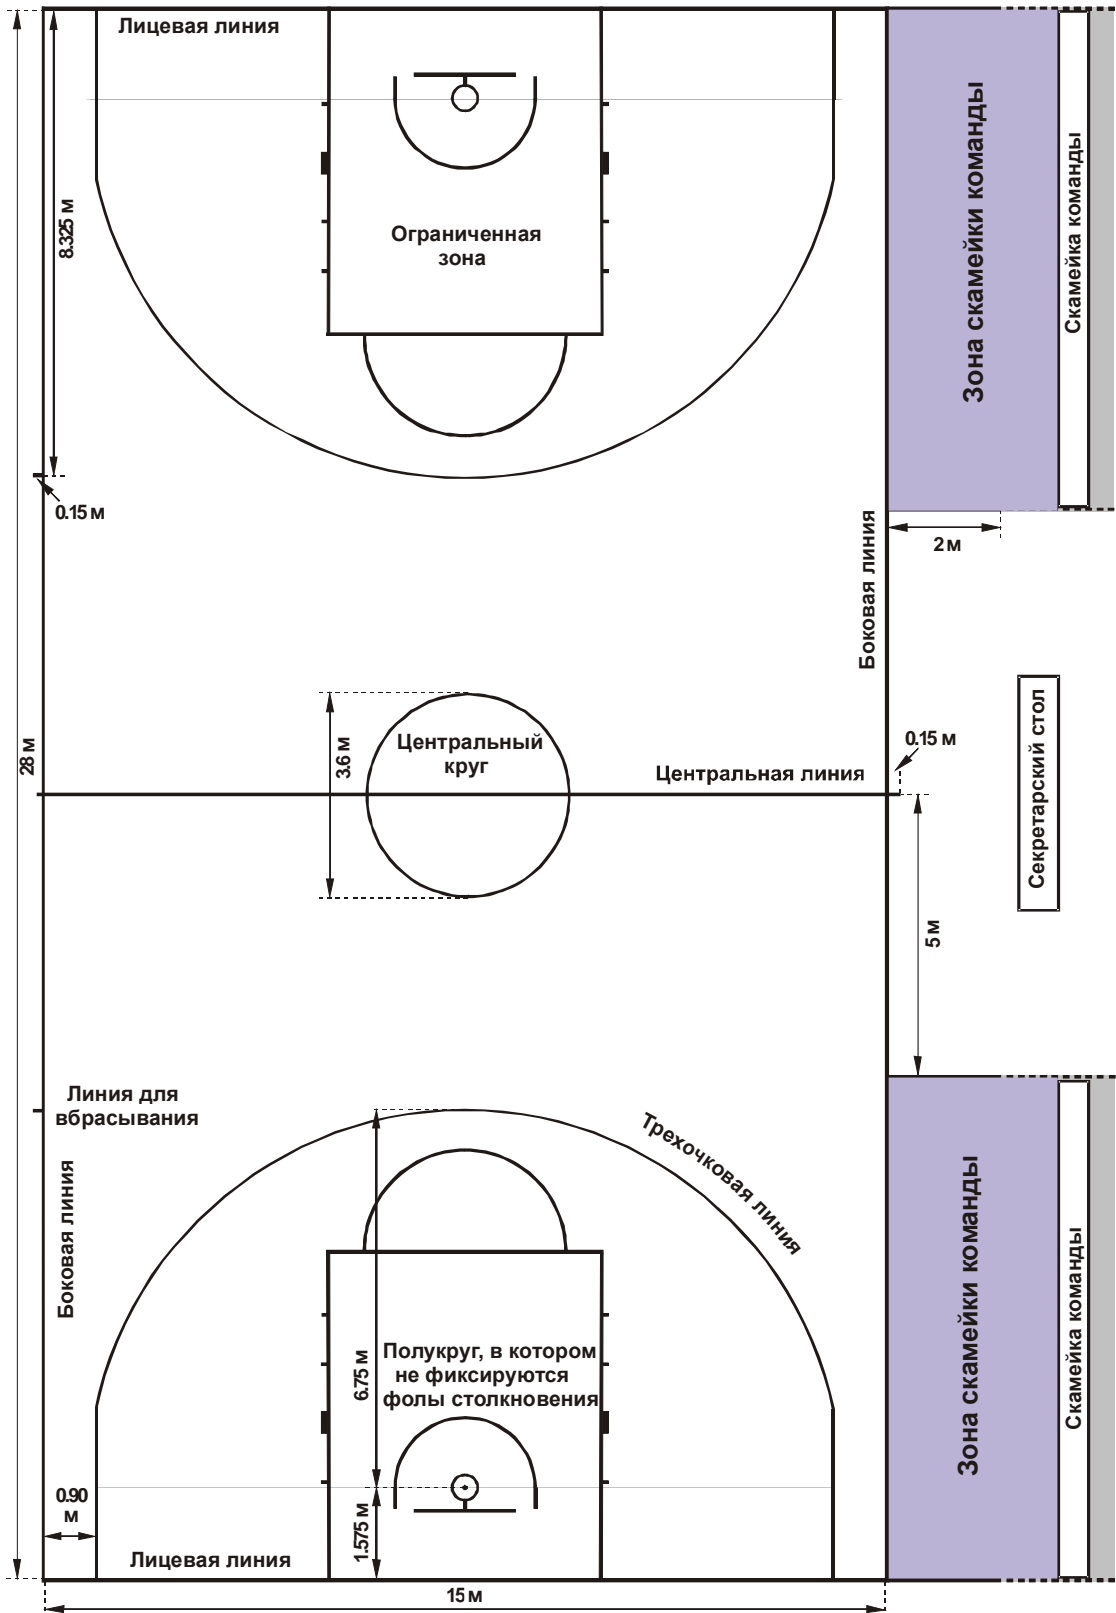 Лицевая линия
Зона скамейки команды
Скамейка команды
8.325 м
Ограниченная
зона
0.15 м
Боковая линия
2 м
28 м
3.6 м
Центральный
круг
Центральная линия
0.15 м
Секретарский стол
5 м
Линия для
вбрасывания
Трехочковая линия
Боковая линия
Зона скамейки команды
Скамейка команды
6.75 м
Полукруг, в котором
не фиксируются
фолы столкновения
0.90
м
1.575 м
Лицевая линия
15 м